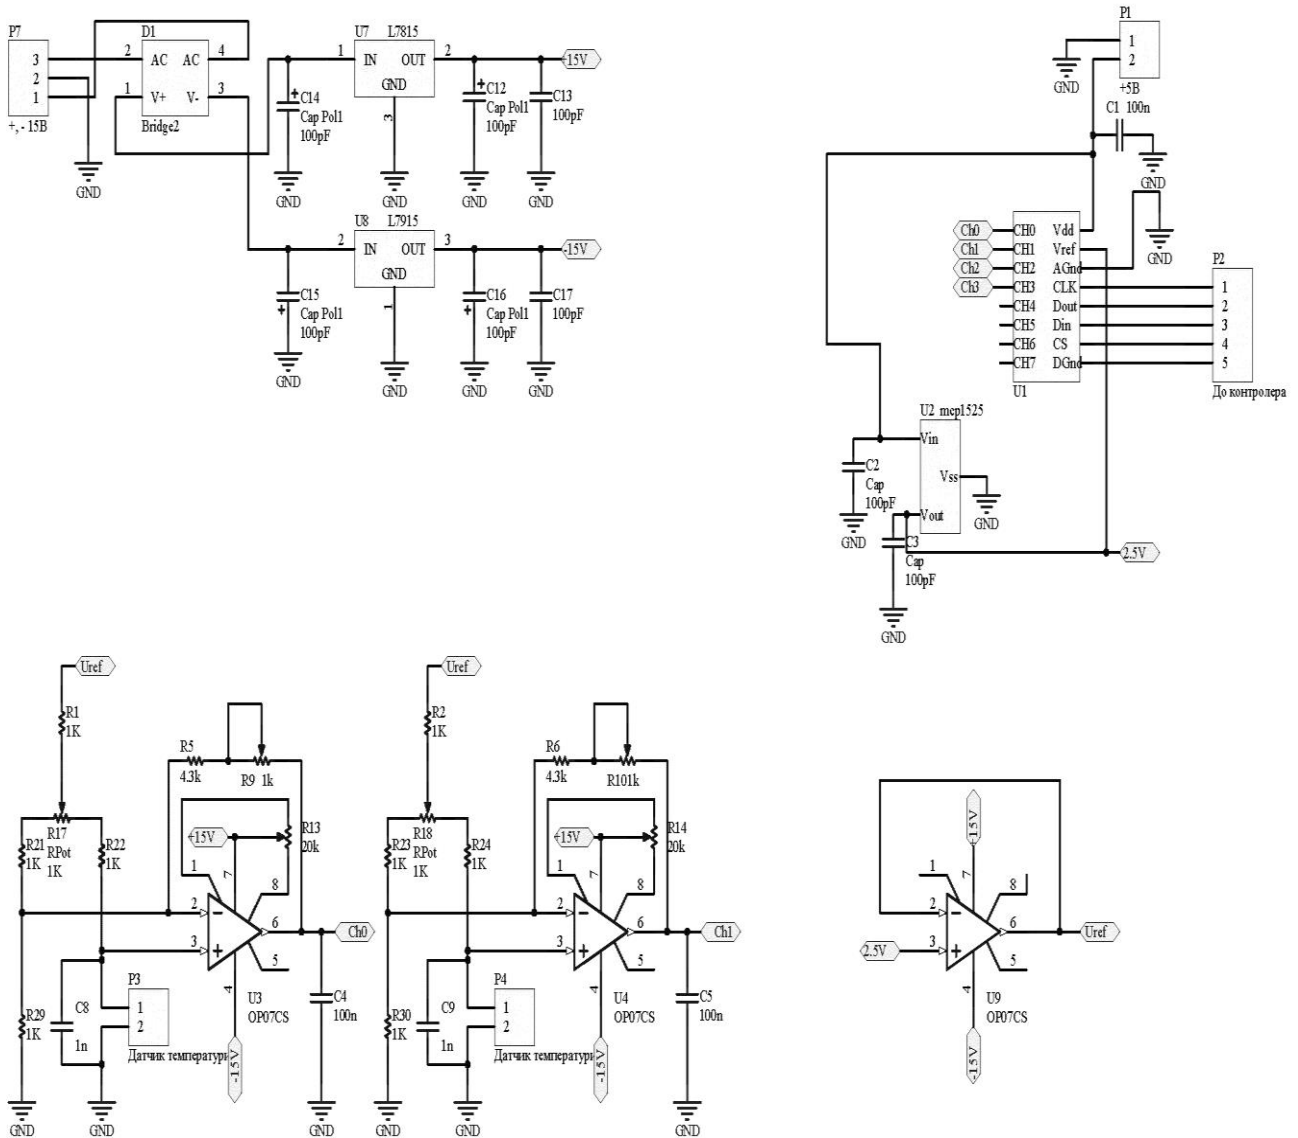 P7
3
2
1
+, - 15В
D1
2 AC AC 4
1 V+ V- 3
Bridge2
GND
U7 L7815
1 IN OUT 2
GND
3
C14
Cap Pol1
100pF
GND
GND
C12
Cap Pol1
100pF
GND
C13
100pF
GND
+15V
U8 L7915
2 IN OUT 3
GND
1
C15
Cap Pol1
100pF
GND
GND
C16
Cap Pol1
100pF
GND
C17
100pF
GND
-15V
P1
1
2
+5В
GND
C1 100n
GND
GND
Ch0 CH0 Vdd
Ch1 CH1 Vref
Ch2 CH2 AGnd
Ch3 CH3 CLK
CH4 Dout
CH5 Din
CH6 CS
CH7 DGnd
U1
P2
1
2
3
4
5
До контролера
U2 mcp1525
Vin
Vss
Vout
C2
Cap
100pF
GND
GND
C3
Cap
100pF
GND
2.5V
Uref
R1
1K
R5
4.3k
R9 1k
R21
1K
R17
RPot
1K
R22
1K
+15V
R13
20k
1
7
8
2
3
6
5
4
Ch0
U3
OP07CS
-15V
R29
1K
C8
1n
P3
1
2
Датчик температури
C4
100n
GND
GND
GND
Uref
R2
1K
R6
4.3k
R101k
R23
1K
R18
RPot
1K
R24
1K
+15V
R14
20k
1
7
8
2
3
6
5
4
Ch1
U4
OP07CS
-15V
R30
1K
C9
1n
P4
1
2
Датчик температури
C5
100n
GND
GND
GND
+15V
1
7
8
2
2.5V
3
6
Uref
5
4
U9
OP07CS
-15V